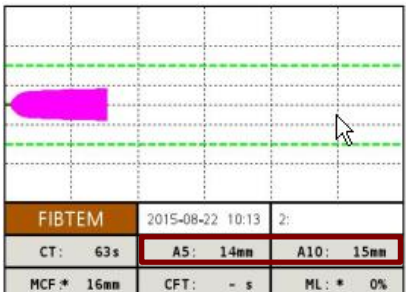 FIBTEM 2015-08-22 10:13 2:
CT: 63s A5: 14mm A10: 15mm
MCF:* 16mm CFT: - s ML: * 0%